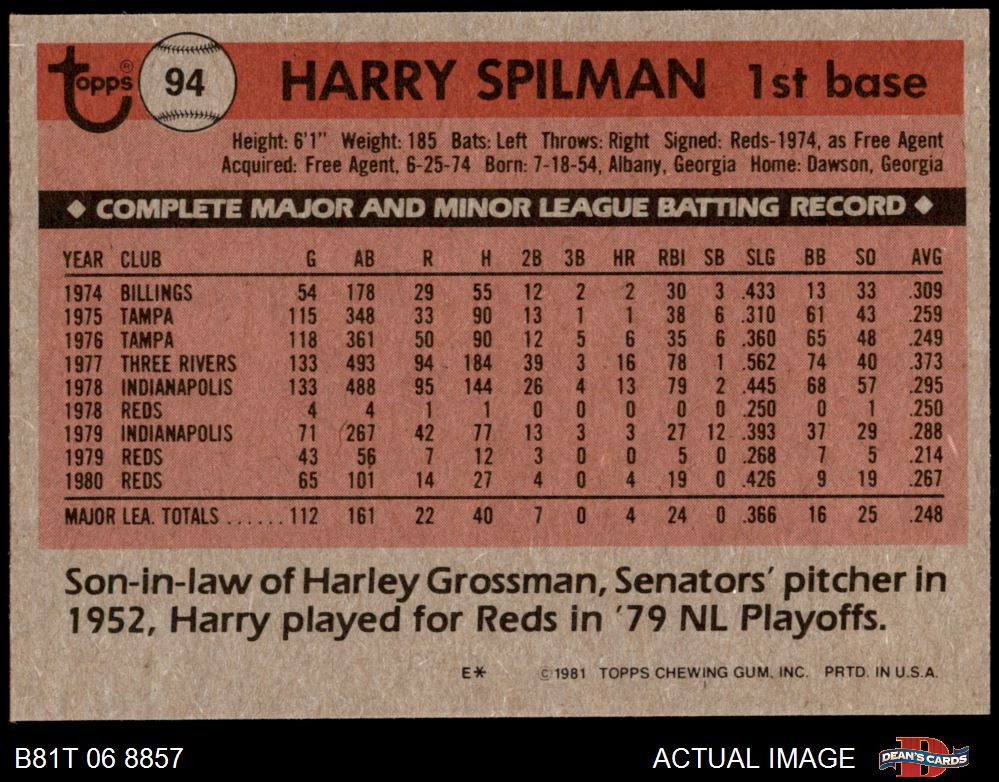 Topps® 94 HARRY SPILMAN 1st base
Height: 6'1" Weight: 185 Bats: Left Throws: Right Signed: Reds-1974, as Free Agent
Acquired: Free Agent, 6-25-74 Born: 7-18-54, Albany, Georgia Home: Dawson, Georgia
◆ COMPLETE MAJOR AND MINOR LEAGUE BATTING RECORD ◆
YEAR CLUB G AB R H 2B 3B HR RBI SB SLG BB SO AVG
1974 BILLINGS 54 178 29 55 12 2 2 30 3 .433 13 33 .309
1975 TAMPA 115 348 33 90 13 1 1 38 6 .310 61 43 .259
1976 TAMPA 118 361 50 90 12 5 6 35 6 .360 65 48 .249
1977 THREE RIVERS 133 493 94 184 39 3 16 78 1 .562 74 40 .373
1978 INDIANAPOLIS 133 488 95 144 26 4 13 79 2 .445 68 57 .295
1978 REDS 4 4 1 1 0 0 0 0 0 .250 0 1 .250
1979 INDIANAPOLIS 71 267 42 77 13 3 3 27 12 .393 37 29 .288
1979 REDS 43 56 7 12 3 0 0 5 0 .268 7 5 .214
1980 REDS 65 101 14 27 4 0 4 19 0 .426 9 19 .267
MAJOR LEA. TOTALS ...... 112 161 22 40 7 0 4 24 0 .366 16 25 .248
Son-in-law of Harley Grossman, Senators' pitcher in
1952, Harry played for Reds in '79 NL Playoffs.
E* ©1981 TOPPS CHEWING GUM, INC. PRTD. IN U.S.A.
B81T 06 8857 ACTUAL IMAGE DEAN'S CARDS